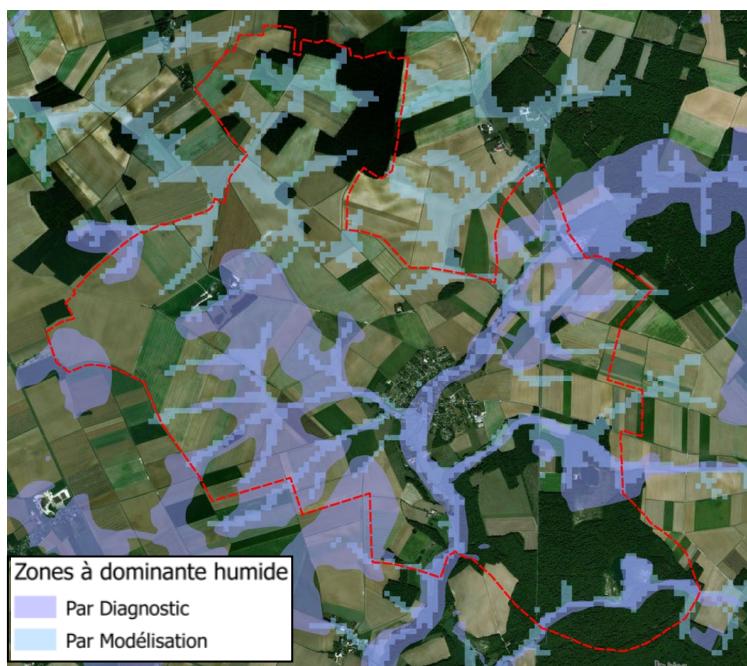 Zones à dominante humide
Par Diagnostic
Par Modélisation